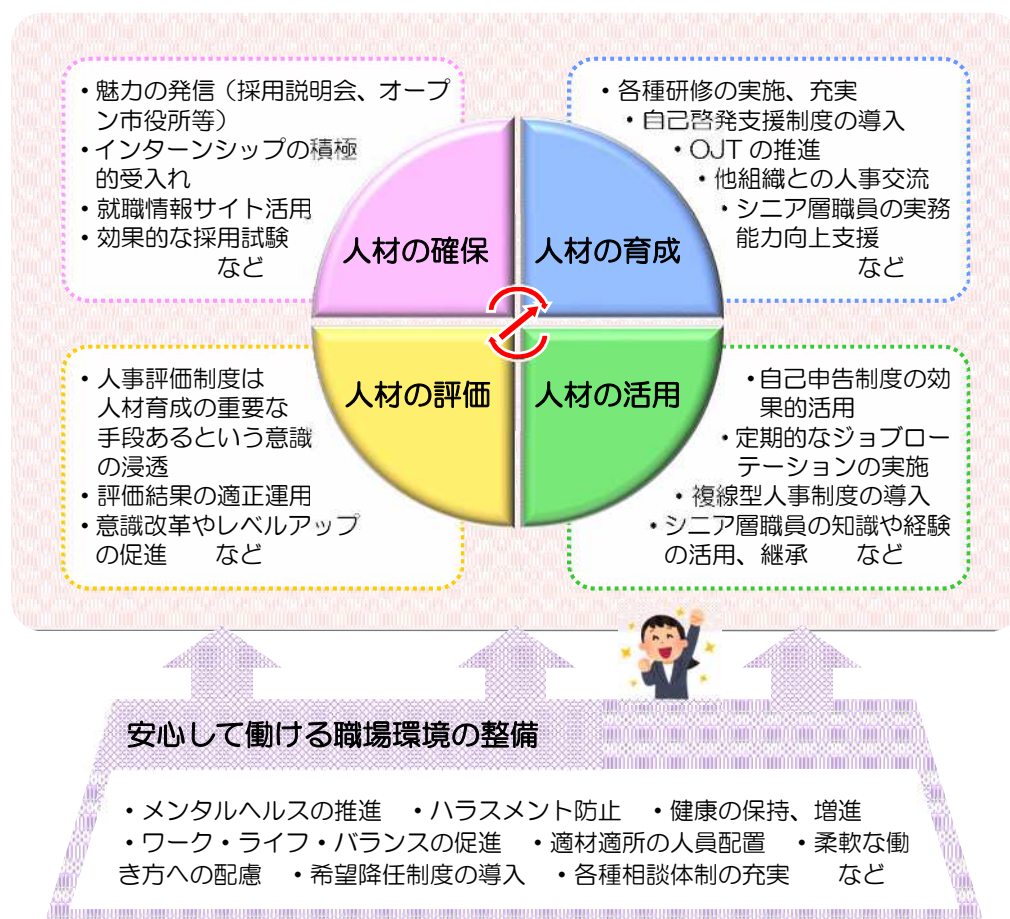 ・魅力の発信（採用説明会、オープ
ン市役所等）
・インターンシップの積極
的受入れ
・就職情報サイト活用
・効果的な採用試験
など
・各種研修の実施、充実
・自己啓発支援制度の導入
・OJT の推進
・他組織との人事交流
・シニア層職員の実務
能力向上支援
など
人材の確保
人材の育成
人材の評価
人材の活用
・人事評価制度は
人材育成の重要な
手段あるという意識
の浸透
・評価結果の適正運用
・意識改革やレベルアップ
の促進　　など
・自己申告制度の効
果的活用
・定期的なジョブロー
テーションの実施
・複線型人事制度の導入
・シニア層職員の知識や経験
の活用、継承　　など
安心して働ける職場環境の整備
・メンタルヘルスの推進　・ハラスメント防止　・健康の保持、増進
・ワーク・ライフ・バランスの促進　・適材適所の人員配置　・柔軟な働
き方への配慮　・希望降任制度の導入　・各種相談体制の充実　　など